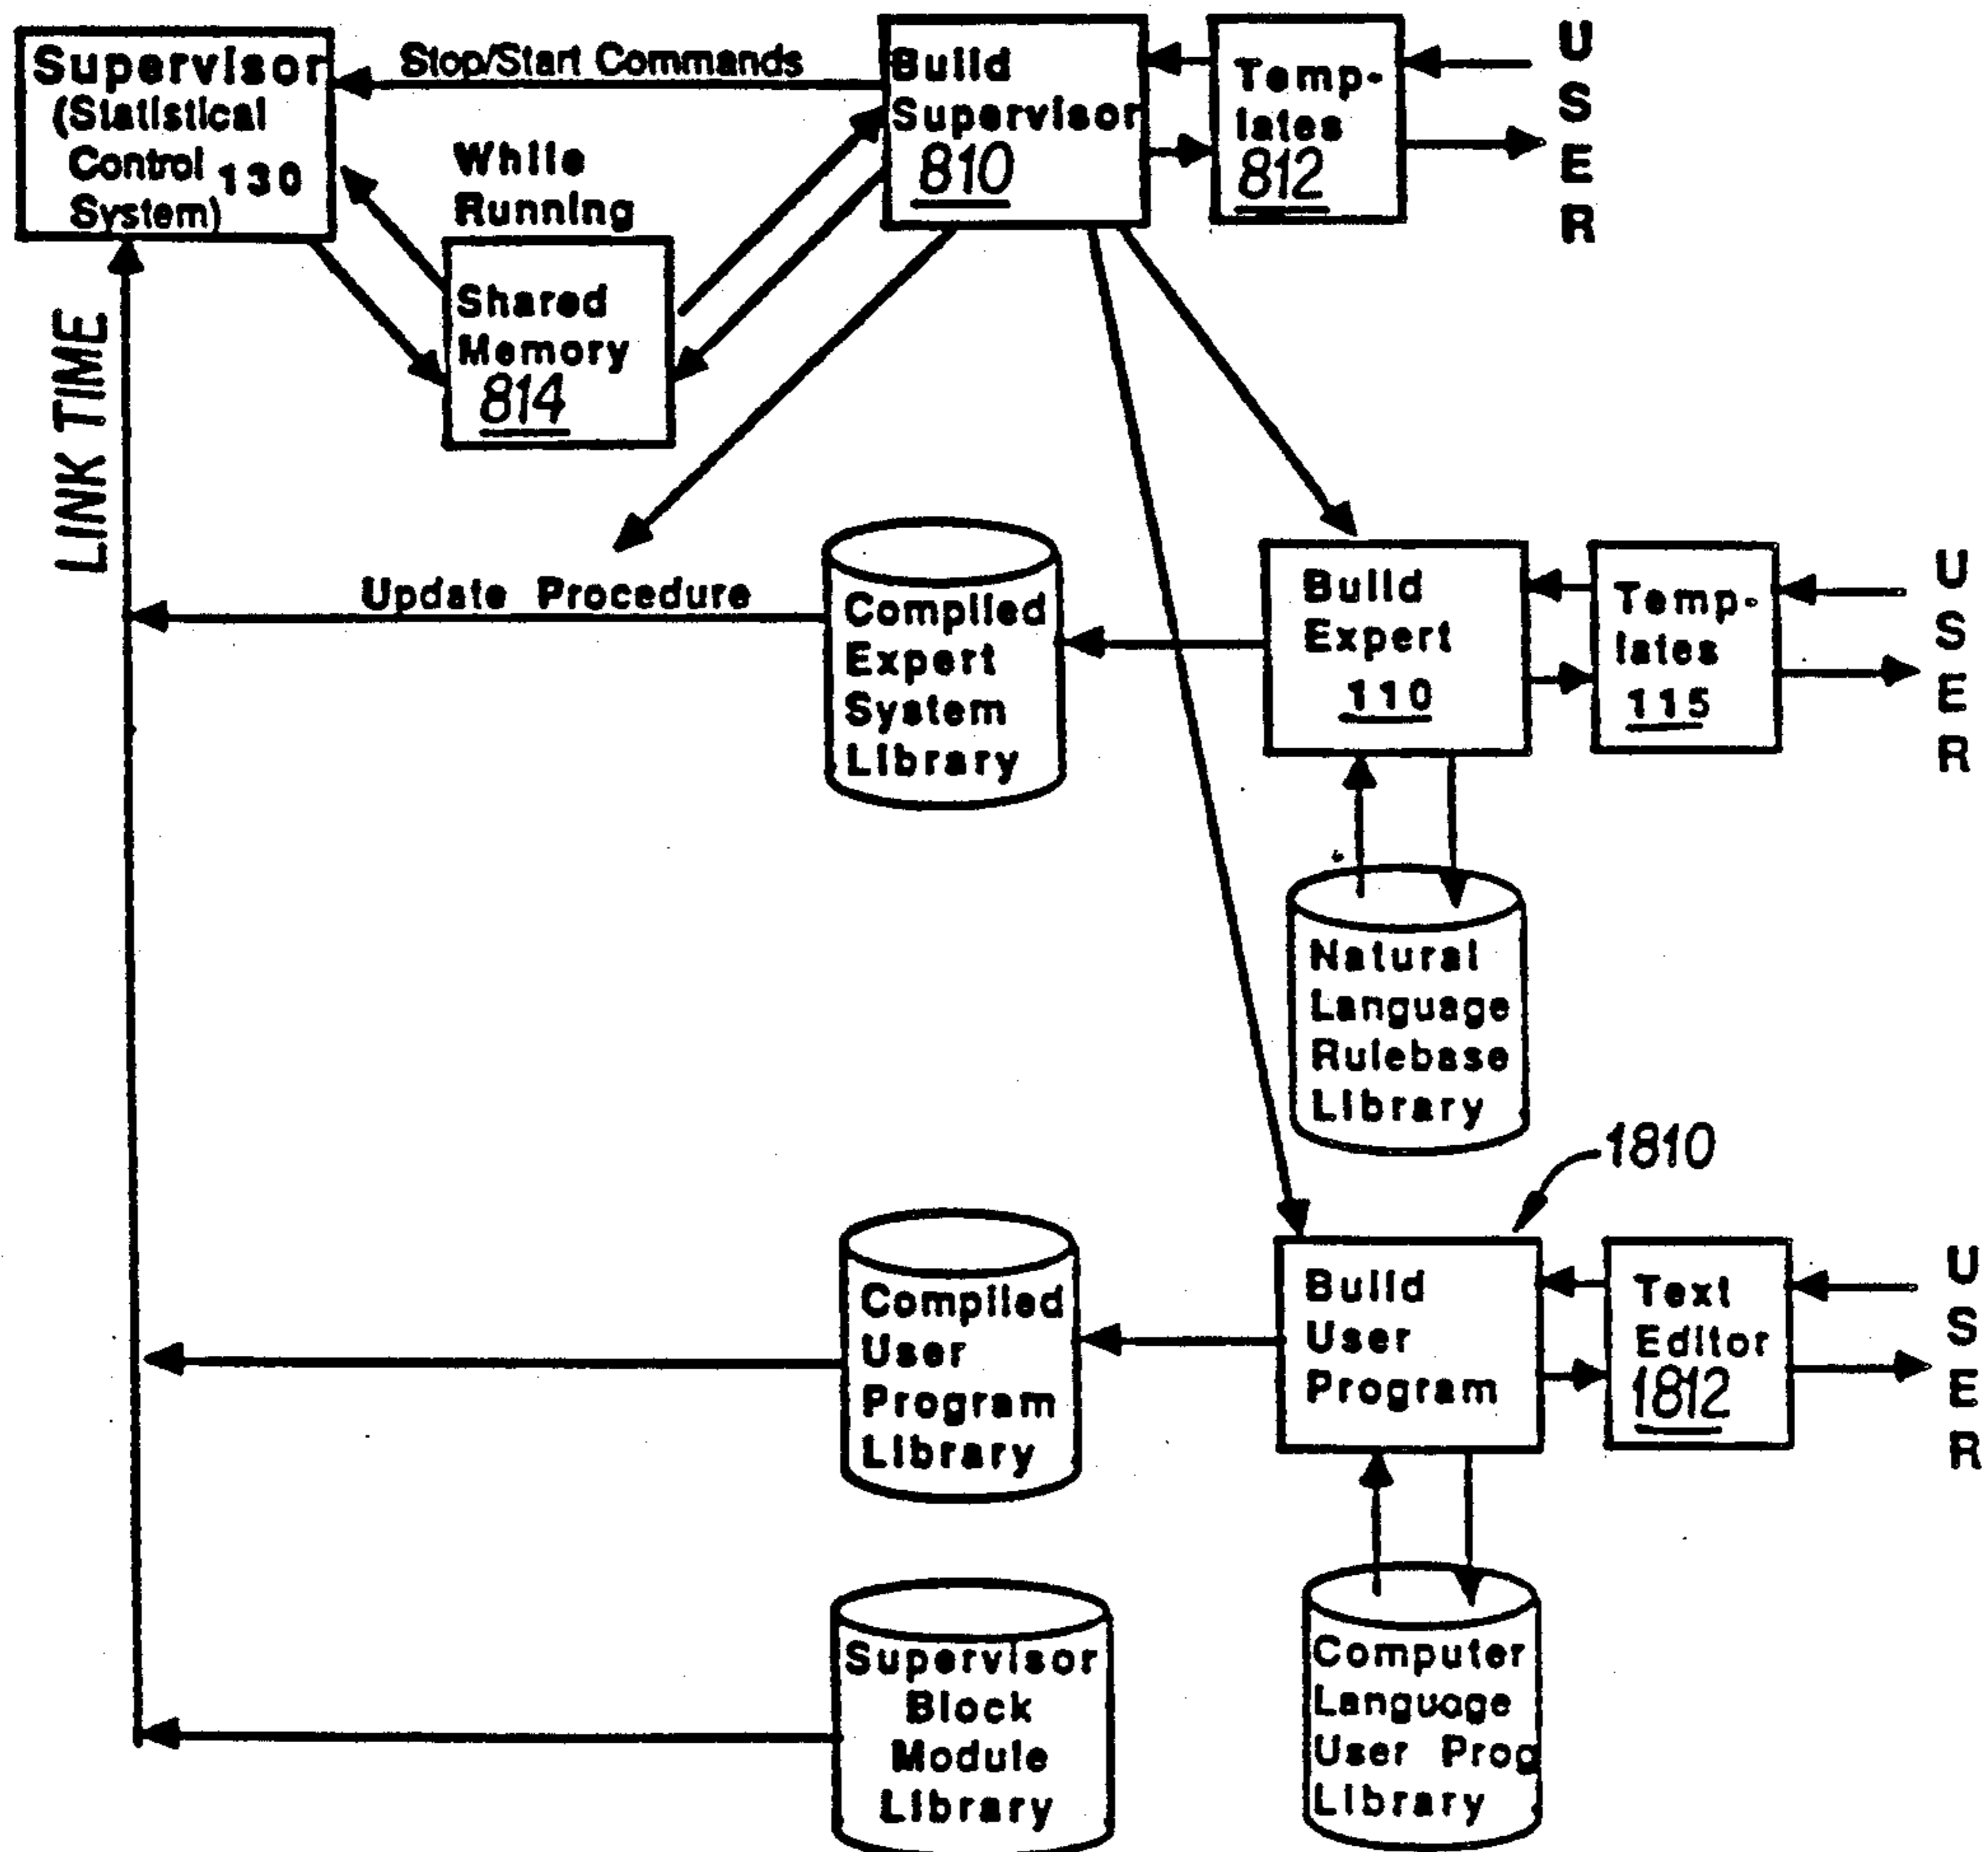 Supervisor
(Statistical
Control 130
System)
Stop/Start Commands
While
Running
Shared
Memory
814
Build
Supervisor
810
Temp-
lates
812
USER
LINK TIME
Update Procedure
Compiled
Expert
System
Library
Build
Expert
110
Temp-
lates
115
USER
Natural
Language
Rulebase
Library
1810
Compiled
User
Program
Library
Build
User
Program
Text
Editor
1812
USER
Supervisor
Block
Module
Library
Computer
Language
User Prog
Library